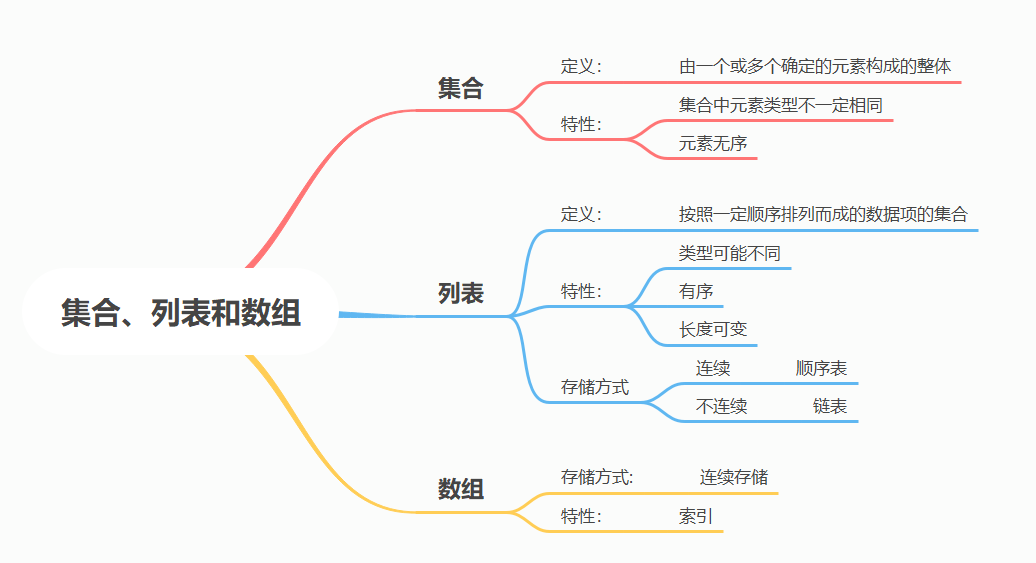 集合、列表和数组
集合
定义： 由一个或多个确定的元素构成的整体
特性：
集合中元素类型不一定相同
元素无序
列表
定义： 按照一定顺序排列而成的数据项的集合
特性：
类型可能不同
有序
长度可变
存储方式
连续 顺序表
不连续 链表
数组
存储方式: 连续存储
特性： 索引